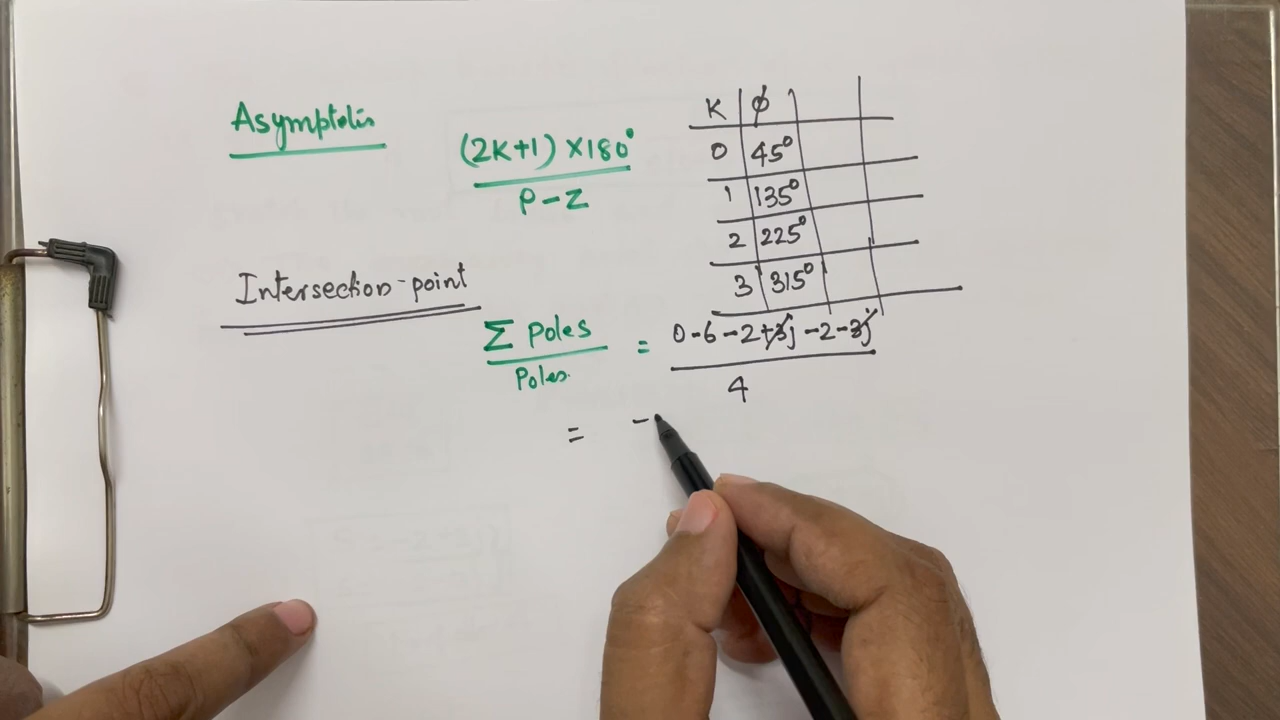 Asymptotis
(2K+1) ×180°
P-Z
K ϕ
0 45°
1 135°
2 225°
3 315°
Intersection-point
Σ Poles
Poles.
= 0-6-2+3j-2-3j
4
= -